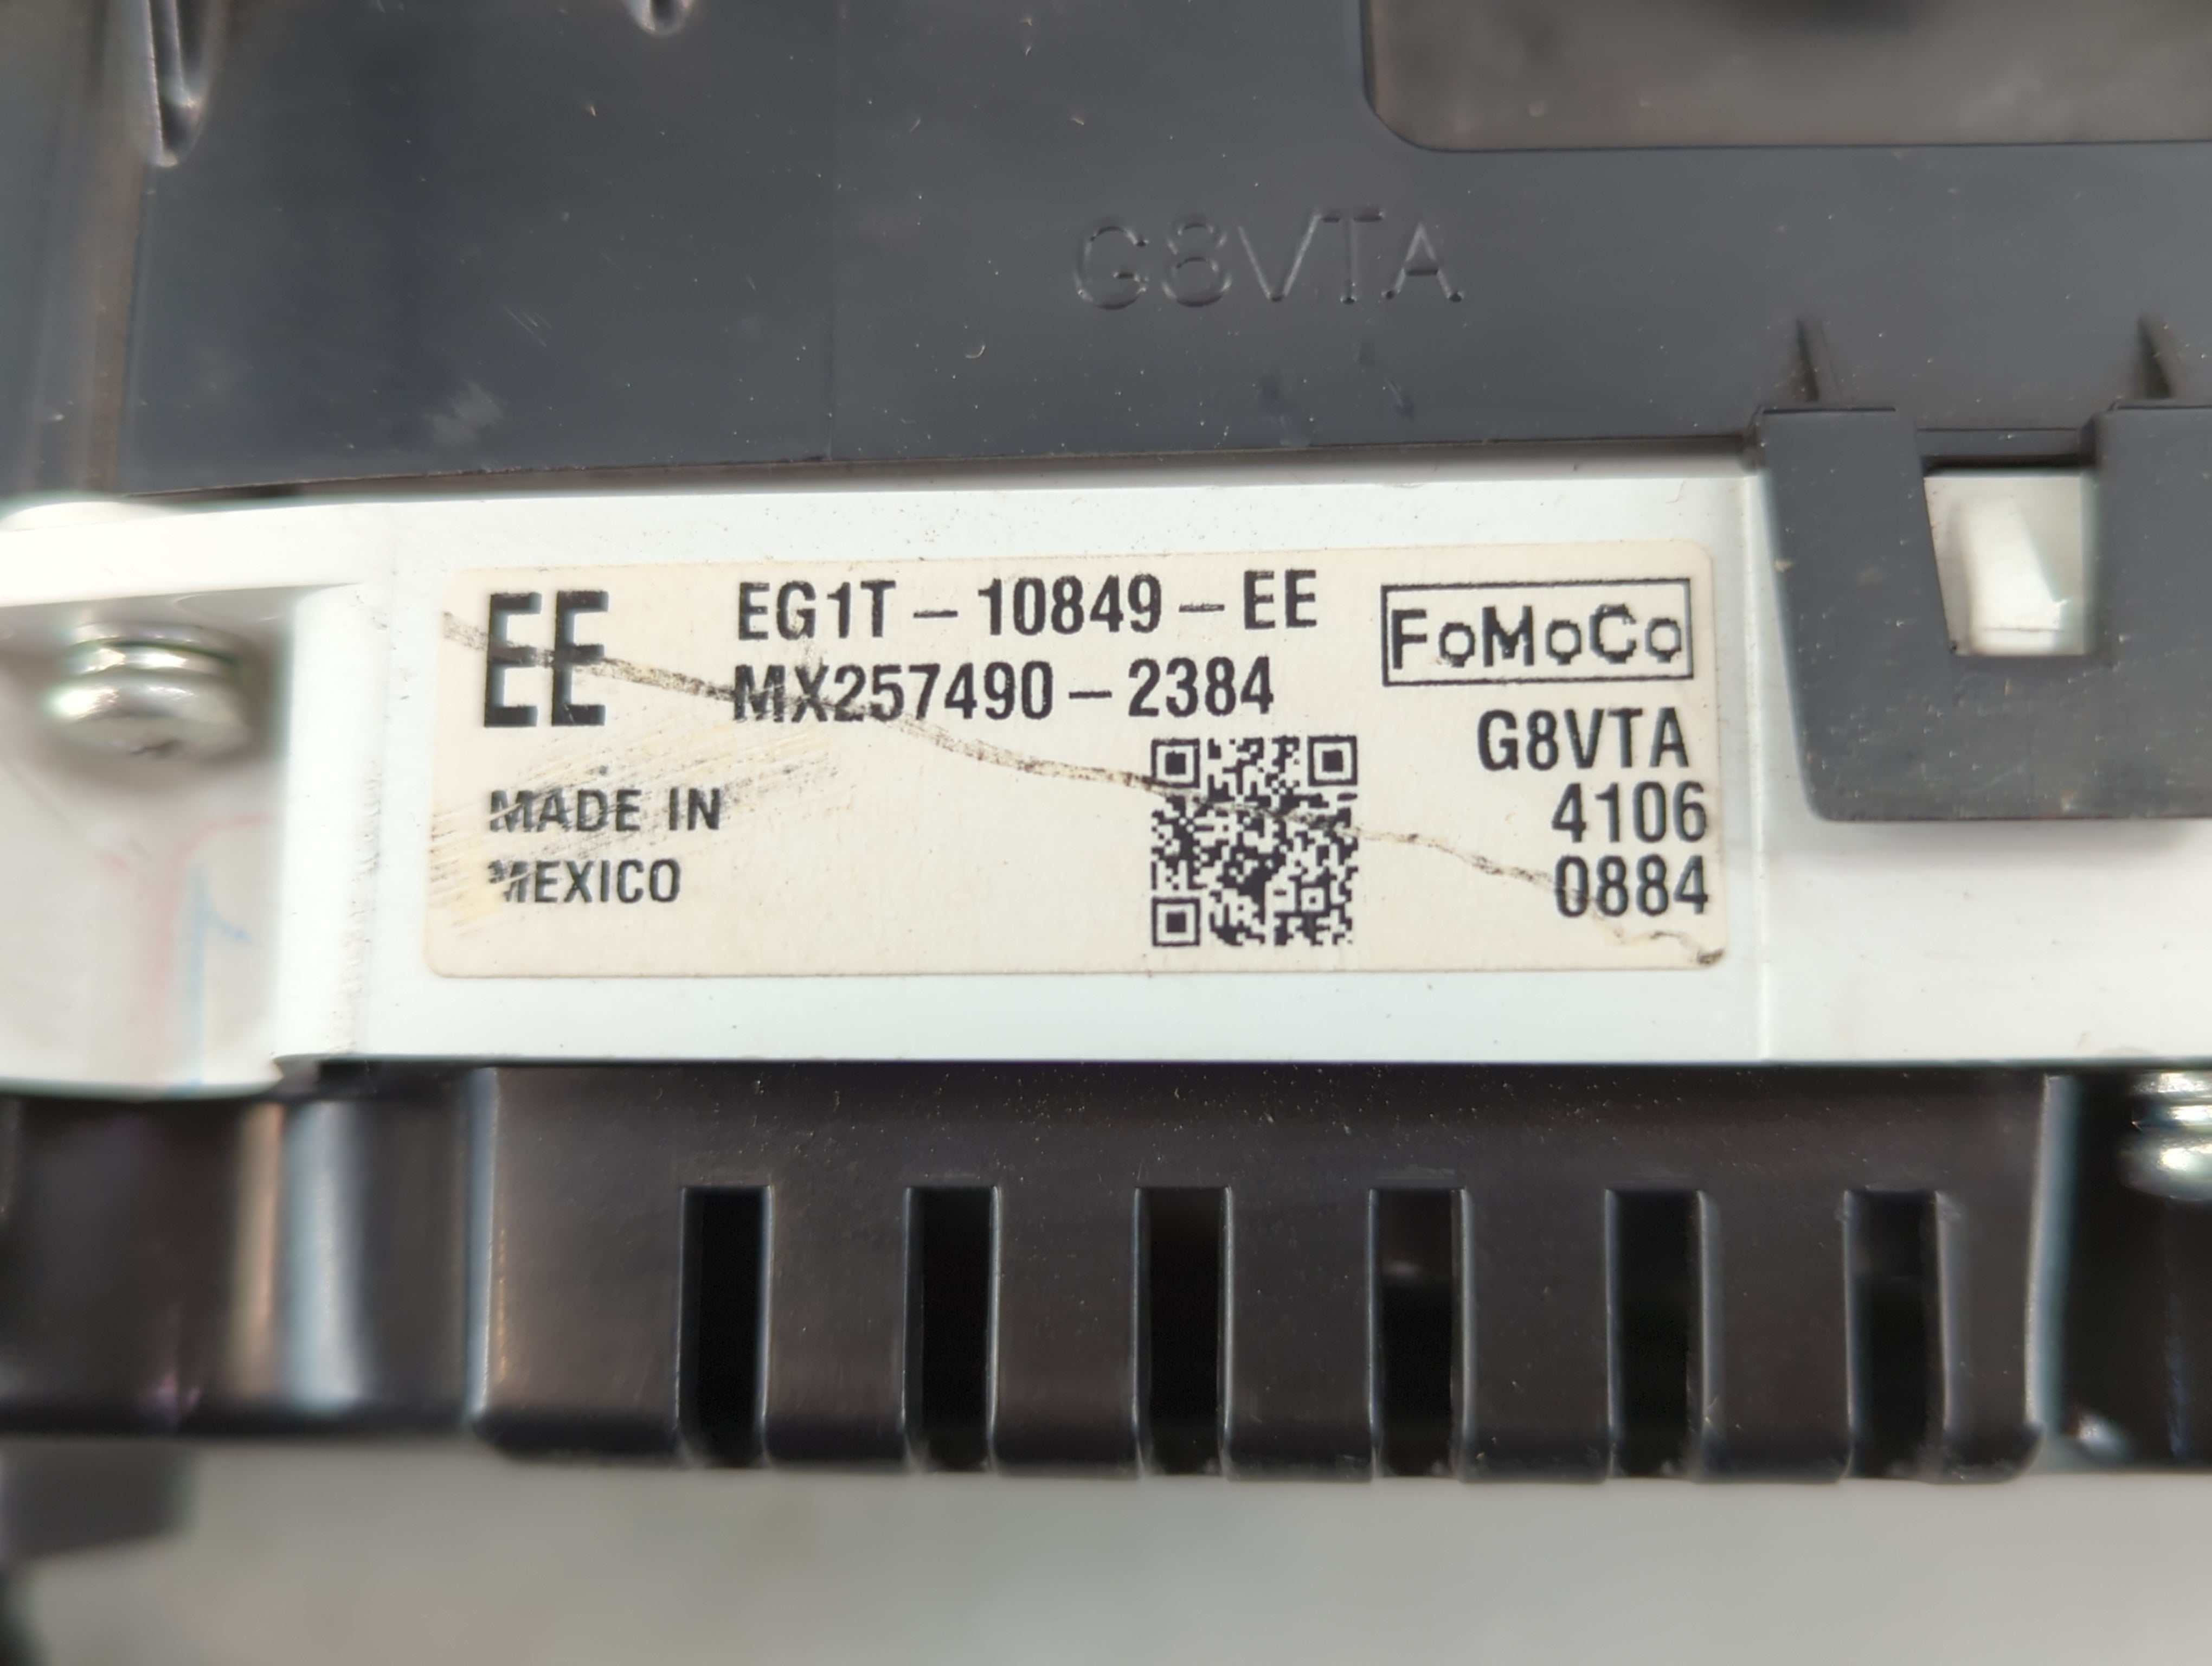 G8VTA
EE
EG1T-10849-EE
MX257490-2384
FoMoCo
G8VTA
4106
0884
MADE IN
MEXICO